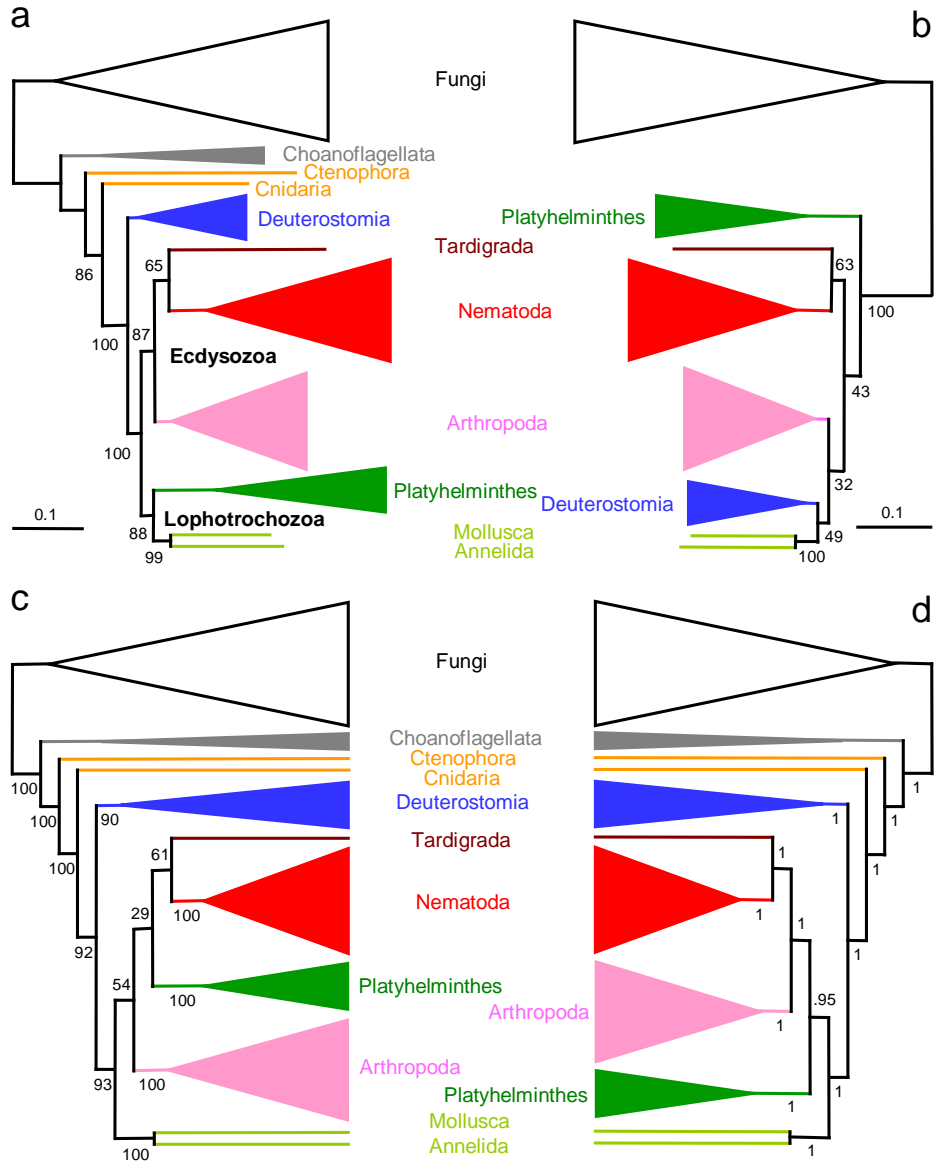 a
b
Fungi
Choanoflagellata
Ctenophora
Cnidaria
Deuterostomia
Platyhelminthes
Tardigrada
65
63
86
Nematoda
100
100
87
Ecdysozoa
43
Arthropoda
100
Platyhelminthes
32
Deuterostomia
0.1
Lophotrochozoa
0.1
88
Mollusca
49
99
Annelida
100
c
d
Fungi
Choanoflagellata
Ctenophora
Cnidaria
100
1
Deuterostomia
100
90
1
1
Tardigrada
61
1
100
1
Nematoda
29
100
1
1
92
1
54
Platyhelminthes
100
.95
Arthropoda
1
93
100
Arthropoda
1
Platyhelminthes
1
Mollusca
100
Annelida
1